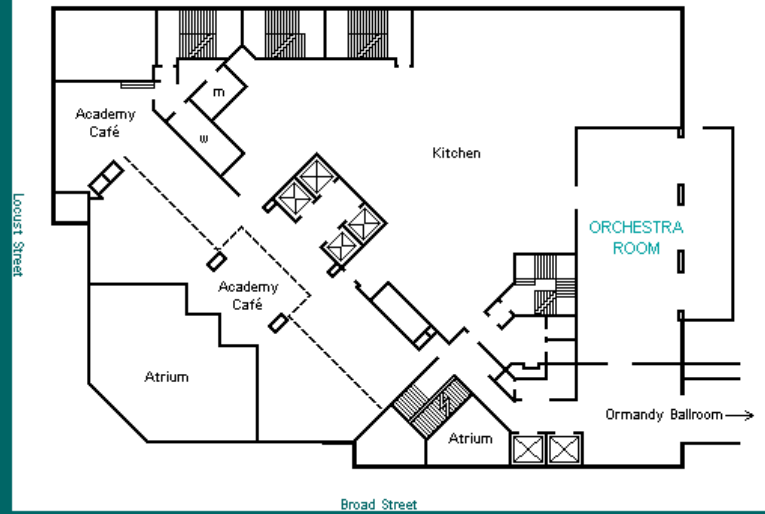 m
Academy
Café
w
Kitchen
Locust Street
ORCHESTRA
ROOM
Academy
Café
Atrium
Ormandy Ballroom
Atrium
Broad Street